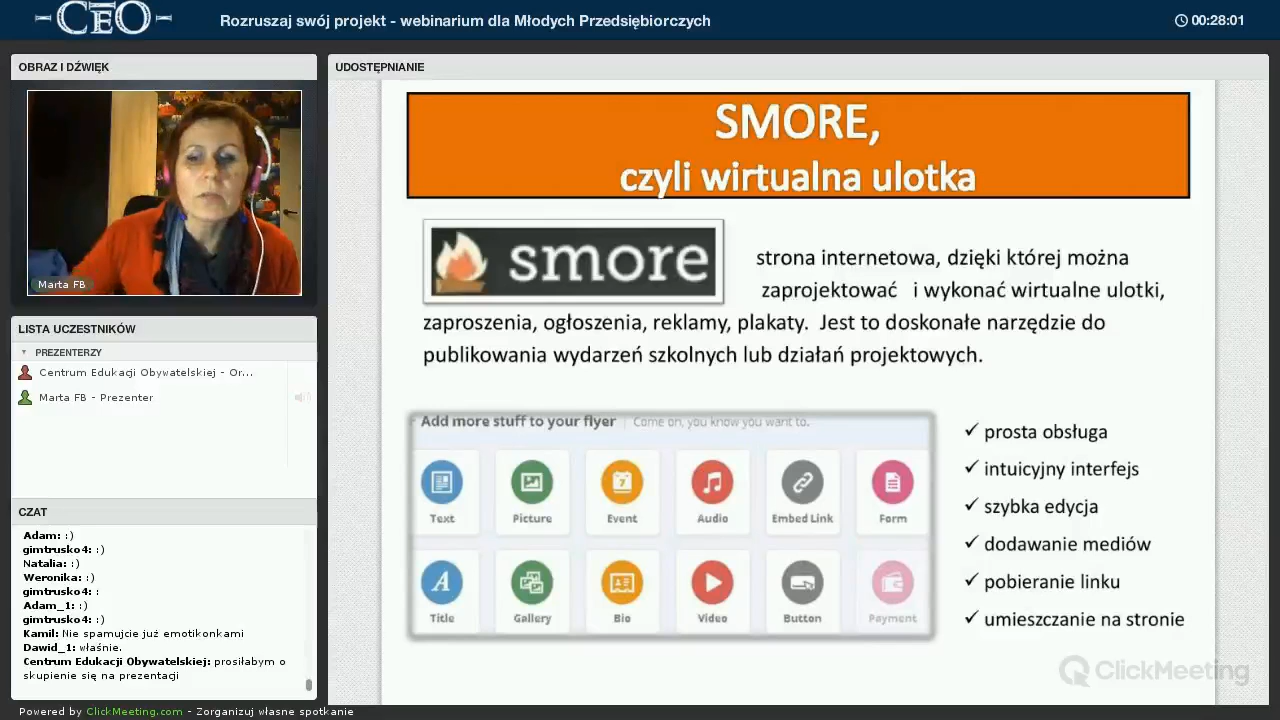 CEO
Rozruszaj swój projekt - webinarium dla Młodych Przedsiębiorczych
00:28:01
OBRAZ I DŹWIĘK
Marta FB
LISTA UCZESTNIKÓW
PREZENTERZY
Centrum Edukacji Obywatelskiej - Or...
Marta FB - Prezenter
CZAT
Adam: :)
gimtrusko4: :)
Natalia: :)
Weronika: :)
gimtrusko4: :
Adam_1: :)
gimtrusko4: :)
Kamil: Nie spamujcie już emotikonkami
Dawid_1: właśnie.
Centrum Edukacji Obywatelskiej: prosiłabym o
skupienie się na prezentacji
UDOSTĘPNIANIE
SMORE,
czyli wirtualna ulotka
smore
strona internetowa, dzięki której można
zaprojektować i wykonać wirtualne ulotki,
zaproszenia, ogłoszenia, reklamy, plakaty. Jest to doskonałe narzędzie do
publikowania wydarzeń szkolnych lub działań projektowych.
Add more stuff to your flyer | Come on, you know you want to.
Text Picture Event Audio Embed Link Form
Title Gallery Bio Video Button Payment
✓ prosta obsługa
✓ intuicyjny interfejs
✓ szybka edycja
✓ dodawanie mediów
✓ pobieranie linku
✓ umieszczanie na stronie
ClickMeeting
Powered by ClickMeeting.com - Zorganizuj własne spotkanie